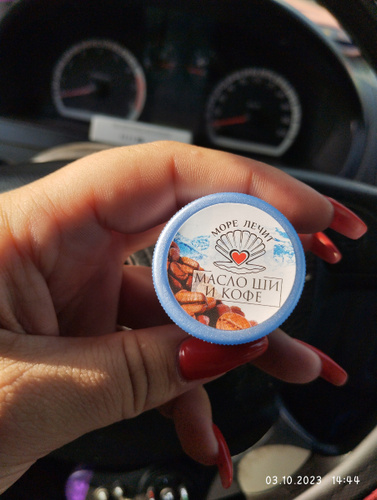 МОРЕ ЛЕЧИТ
МАСЛО ШИ
И КОФЕ
03.10.2023 14:44